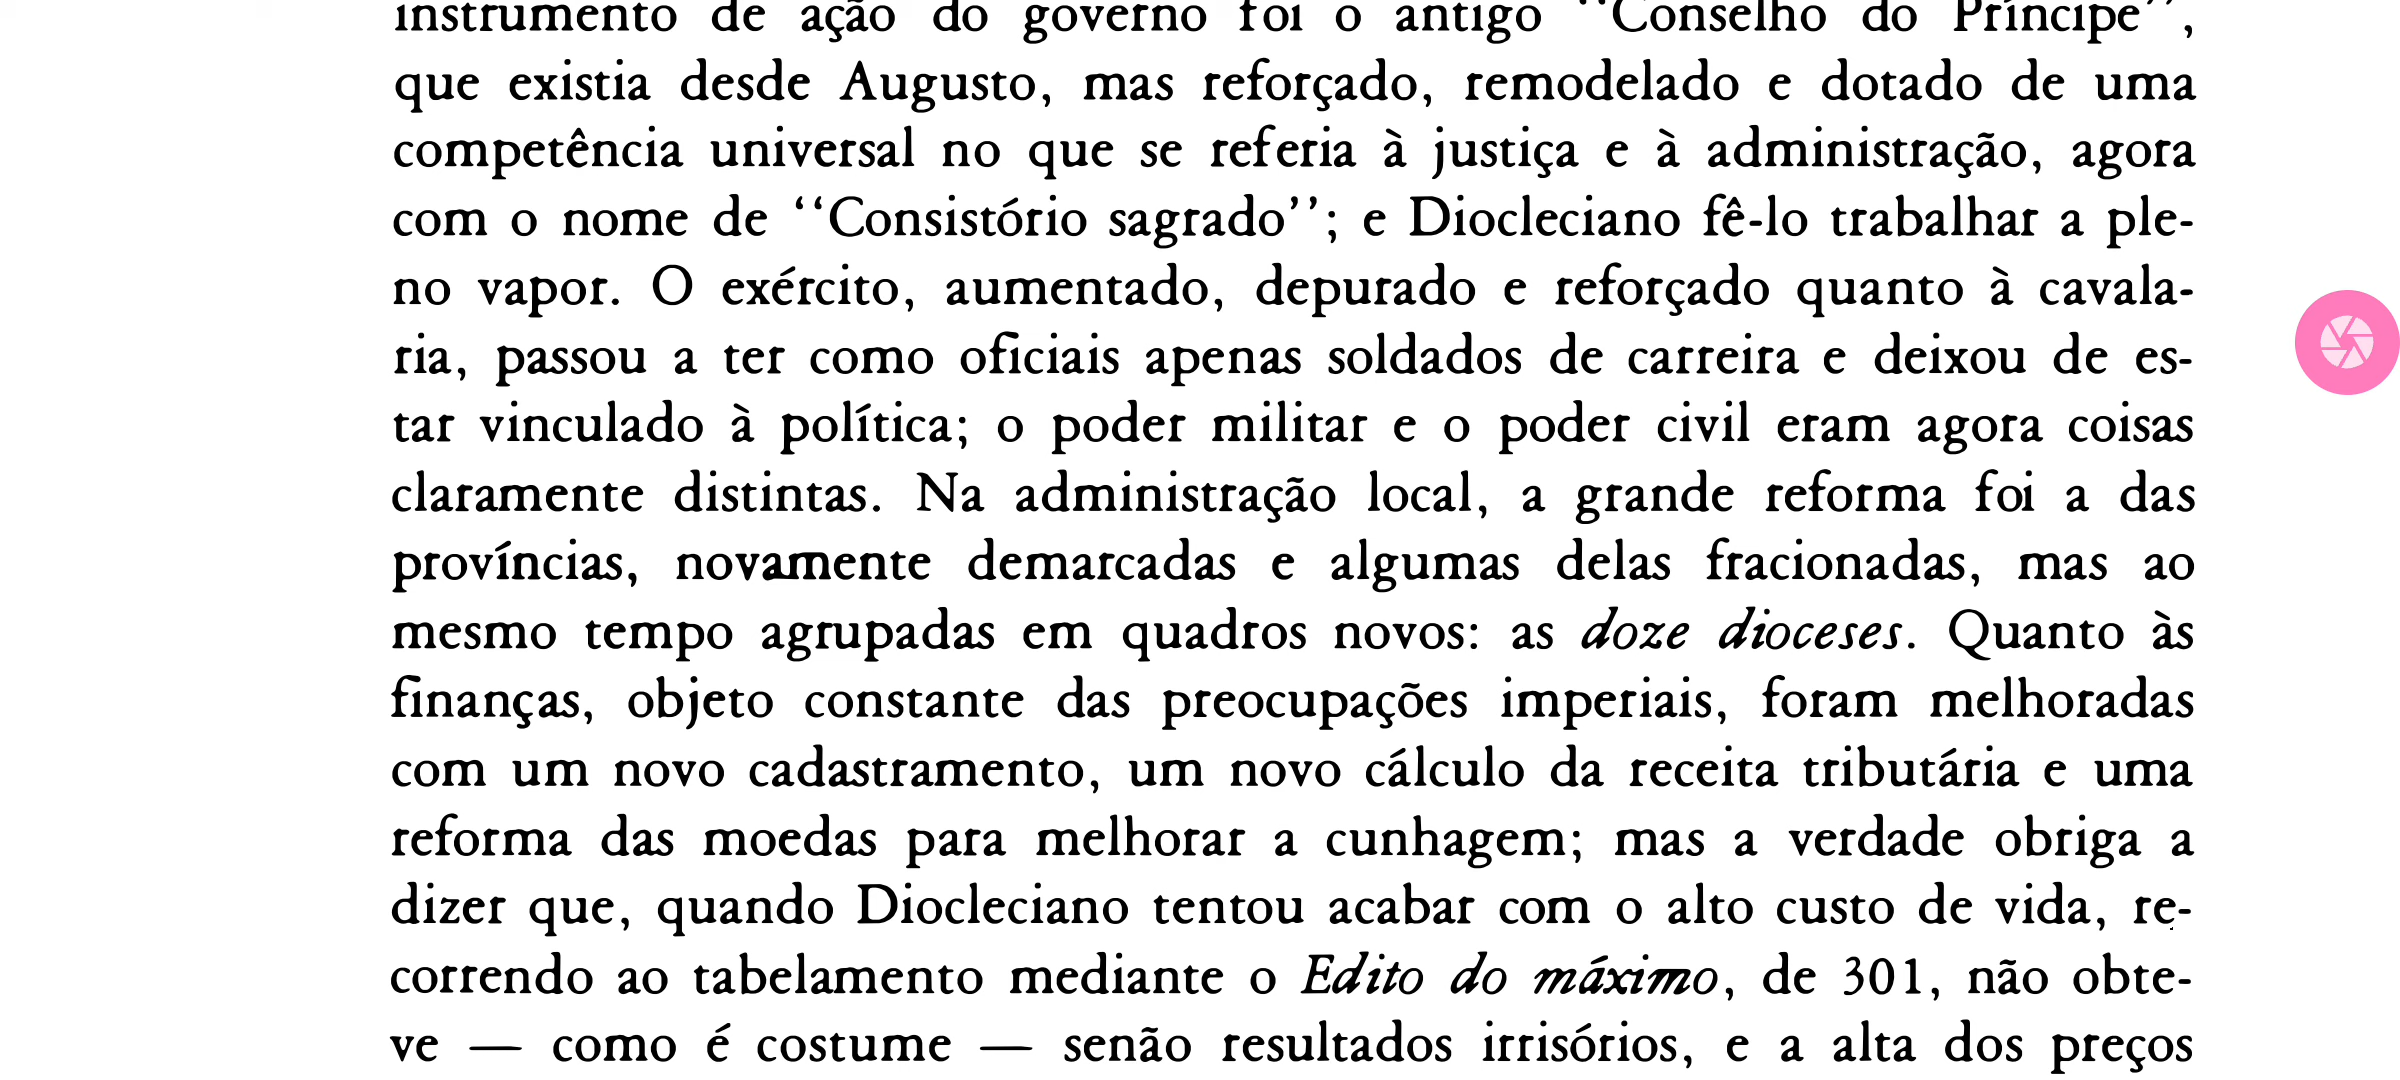 instrumento de ação do governo foi o antigo ‘‘Conselho do Príncipe’’,
que existia desde Augusto, mas reforçado, remodelado e dotado de uma
competência universal no que se referia à justiça e à administração, agora
com o nome de ‘‘Consistório sagrado’’; e Diocleciano fê-lo trabalhar a ple-
no vapor. O exército, aumentado, depurado e reforçado quanto à cavala-
ria, passou a ter como oficiais apenas soldados de carreira e deixou de es-
tar vinculado à política; o poder militar e o poder civil eram agora coisas
claramente distintas. Na administração local, a grande reforma foi a das
províncias, novamente demarcadas e algumas delas fracionadas, mas ao
mesmo tempo agrupadas em quadros novos: as doze dioceses. Quanto às
finanças, objeto constante das preocupações imperiais, foram melhoradas
com um novo cadastramento, um novo cálculo da receita tributária e uma
reforma das moedas para melhorar a cunhagem; mas a verdade obriga a
dizer que, quando Diocleciano tentou acabar com o alto custo de vida, re-
correndo ao tabelamento mediante o Edito do máximo, de 301, não obte-
ve — como é costume — senão resultados irrisórios, e a alta dos preços